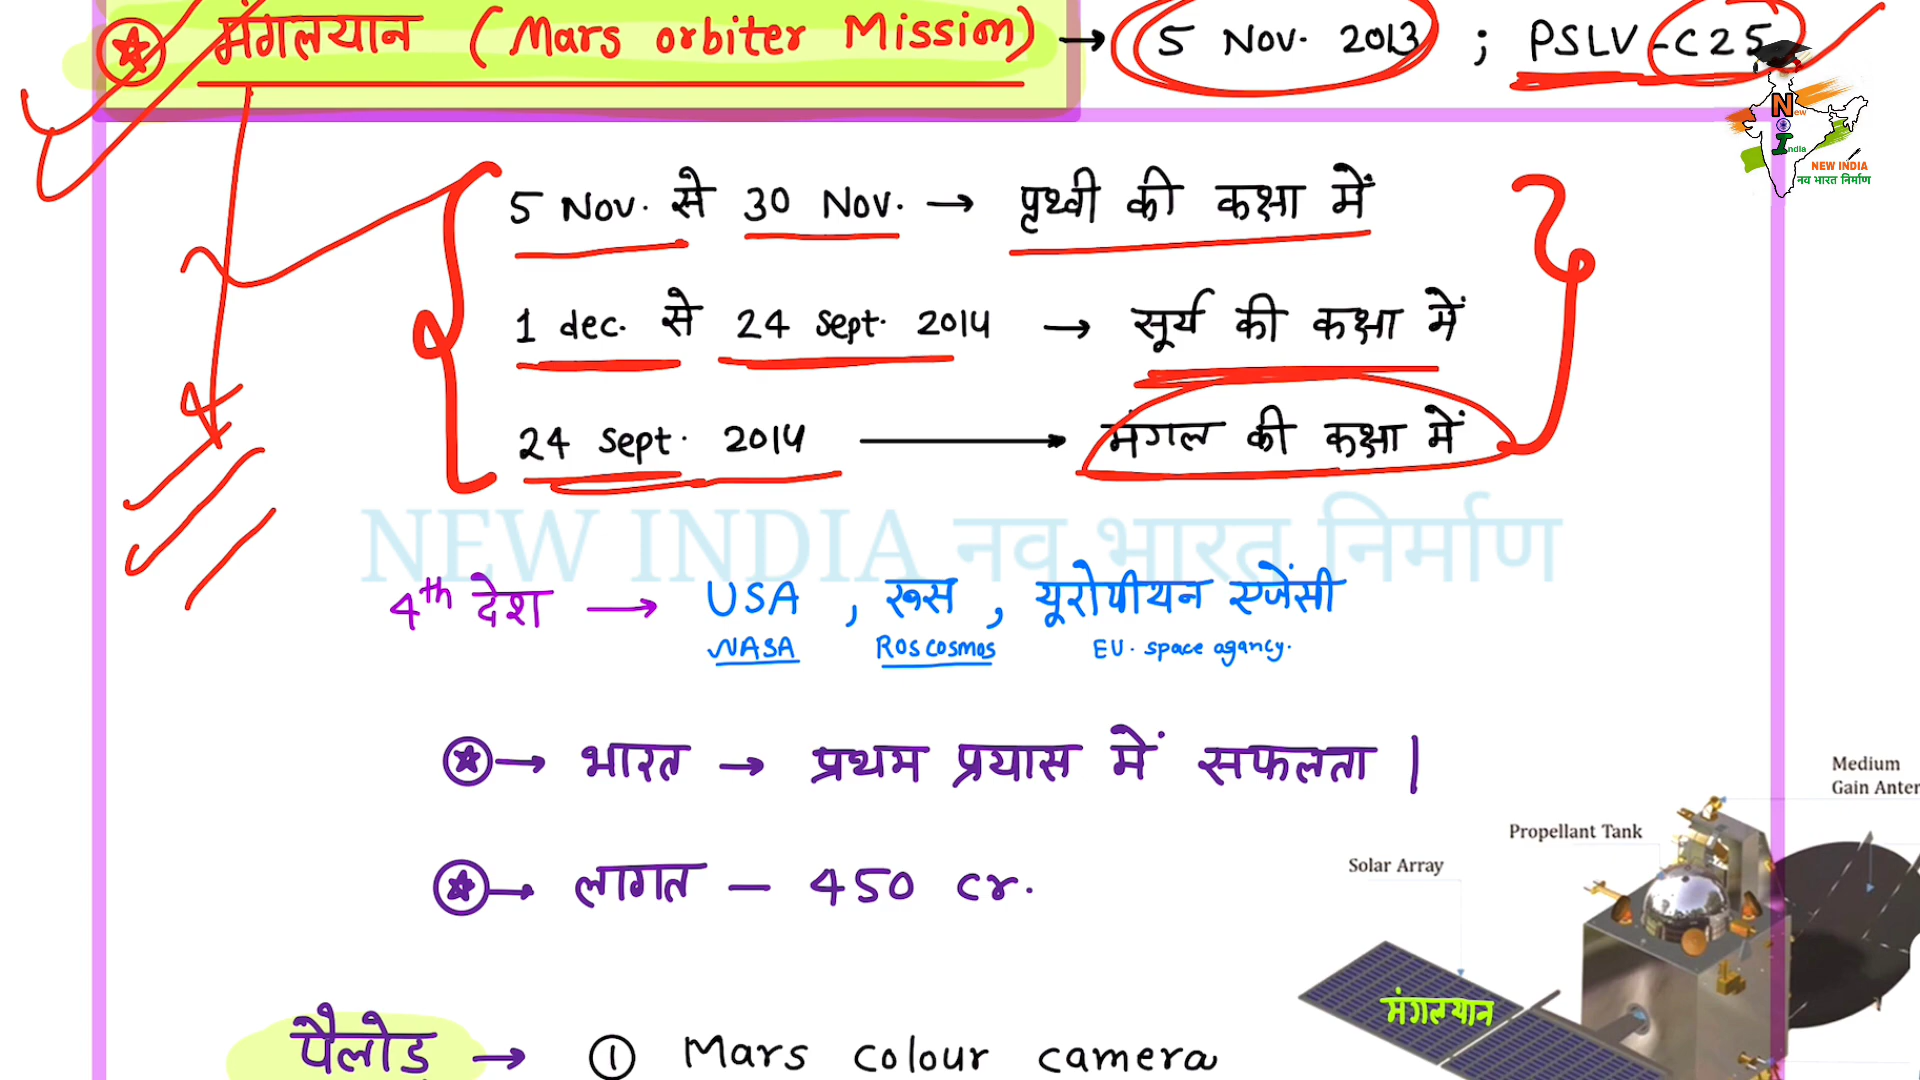 मंगलयान ( Mars orbiter Mission) → 5 Nov. 2013 ; PSLV-C25
New India
NEW INDIA
नव भारत निर्माण
5 Nov. से 30 Nov. → पृथ्वी की कक्षा में
1 dec. से 24 Sept. 2014 → सूर्य की कक्षा में
24 Sept. 2014 → मंगल की कक्षा में
NEW INDIA नव भारत निर्माण
4th देश → USA , रूस , यूरोपीयन एजेंसी
NASA Roscosmos EU. space agancy.
→ भारत → प्रथम प्रयास में सफलता |
→ लागत – 450 cr.
Medium
Gain Anter
Propellant Tank
Solar Array
मंगलयान
पैलोड → ① Mars colour camera